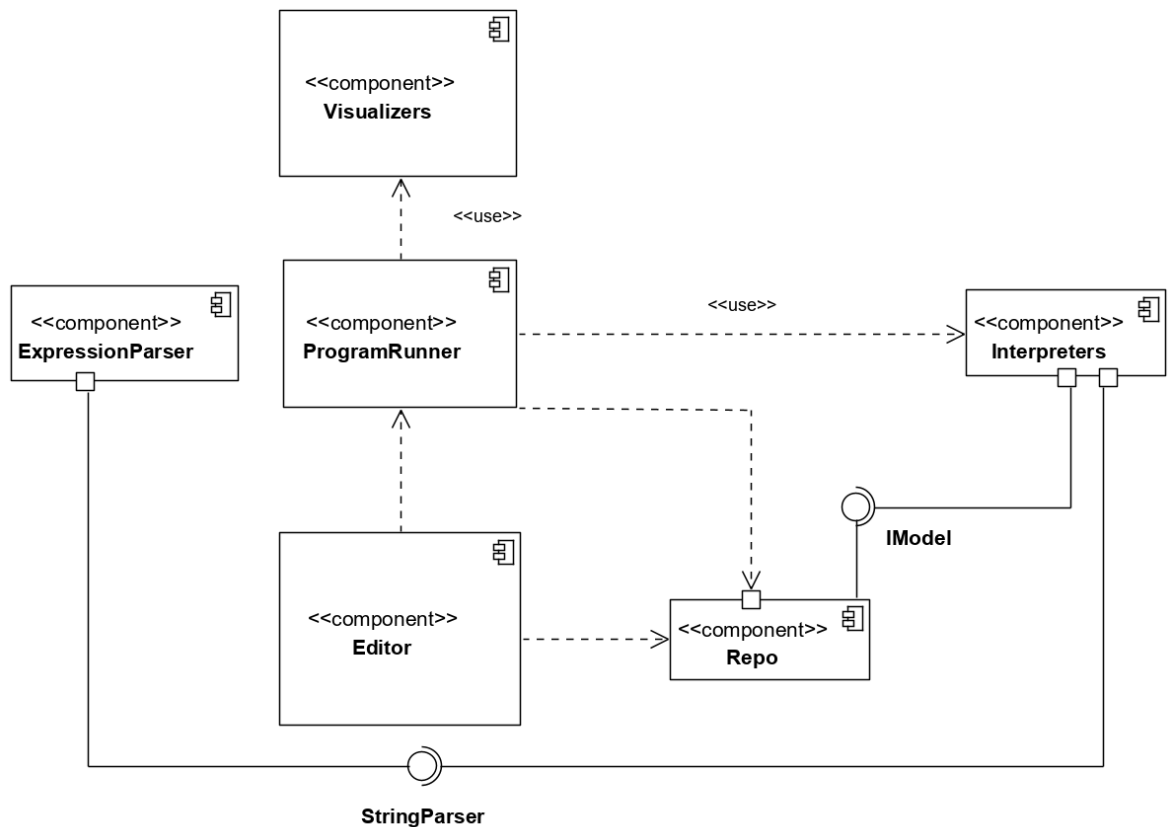 <<component>>
Visualizers
<<use>>
<<component>>
ExpressionParser
<<component>>
ProgramRunner
<<use>>
<<component>>
Interpreters
IModel
<<component>>
Editor
<<component>>
Repo
StringParser